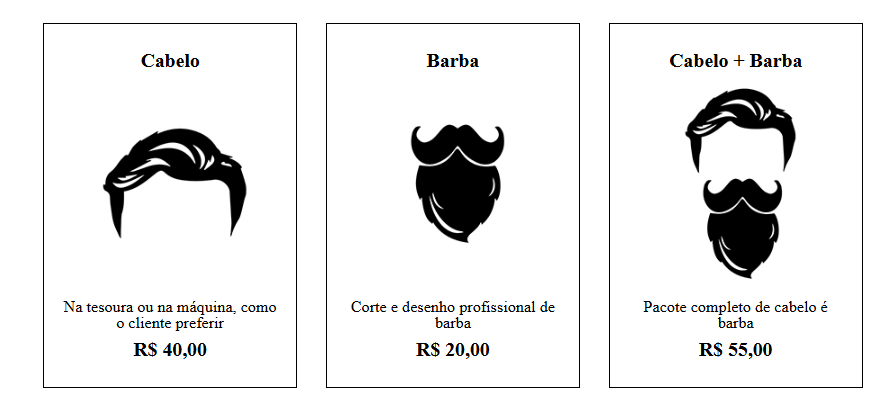 Cabelo
Na tesoura ou na máquina, como
o cliente preferir
R$ 40,00
Barba
Corte e desenho profissional de
barba
R$ 20,00
Cabelo + Barba
Pacote completo de cabelo é
barba
R$ 55,00